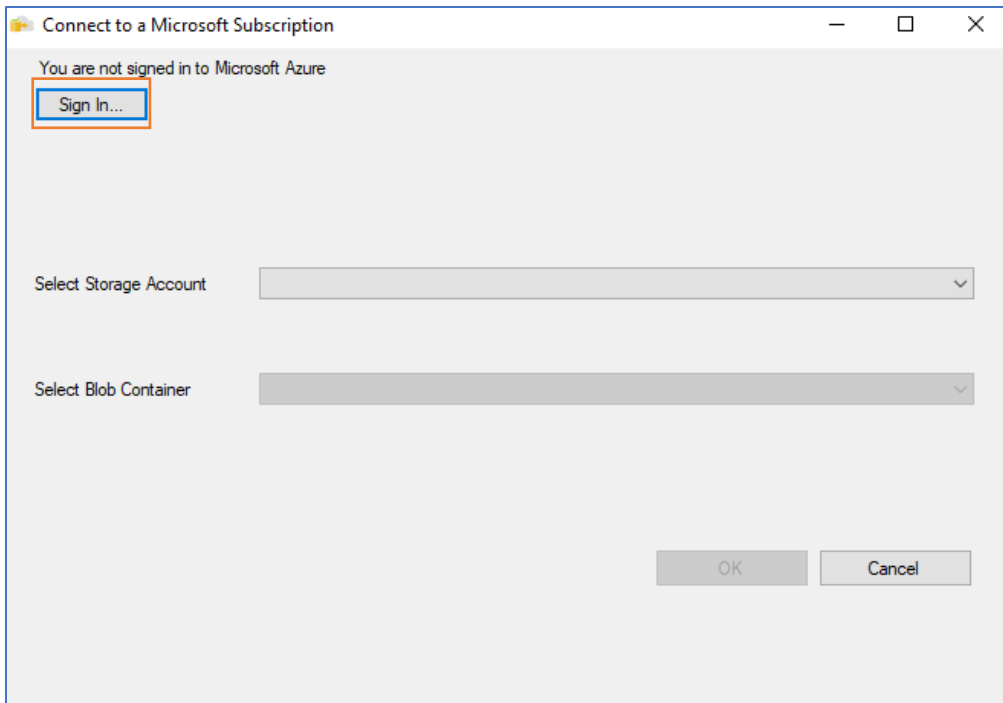 Connect to a Microsoft Subscription
You are not signed in to Microsoft Azure
Sign In...
Select Storage Account
Select Blob Container
OK Cancel